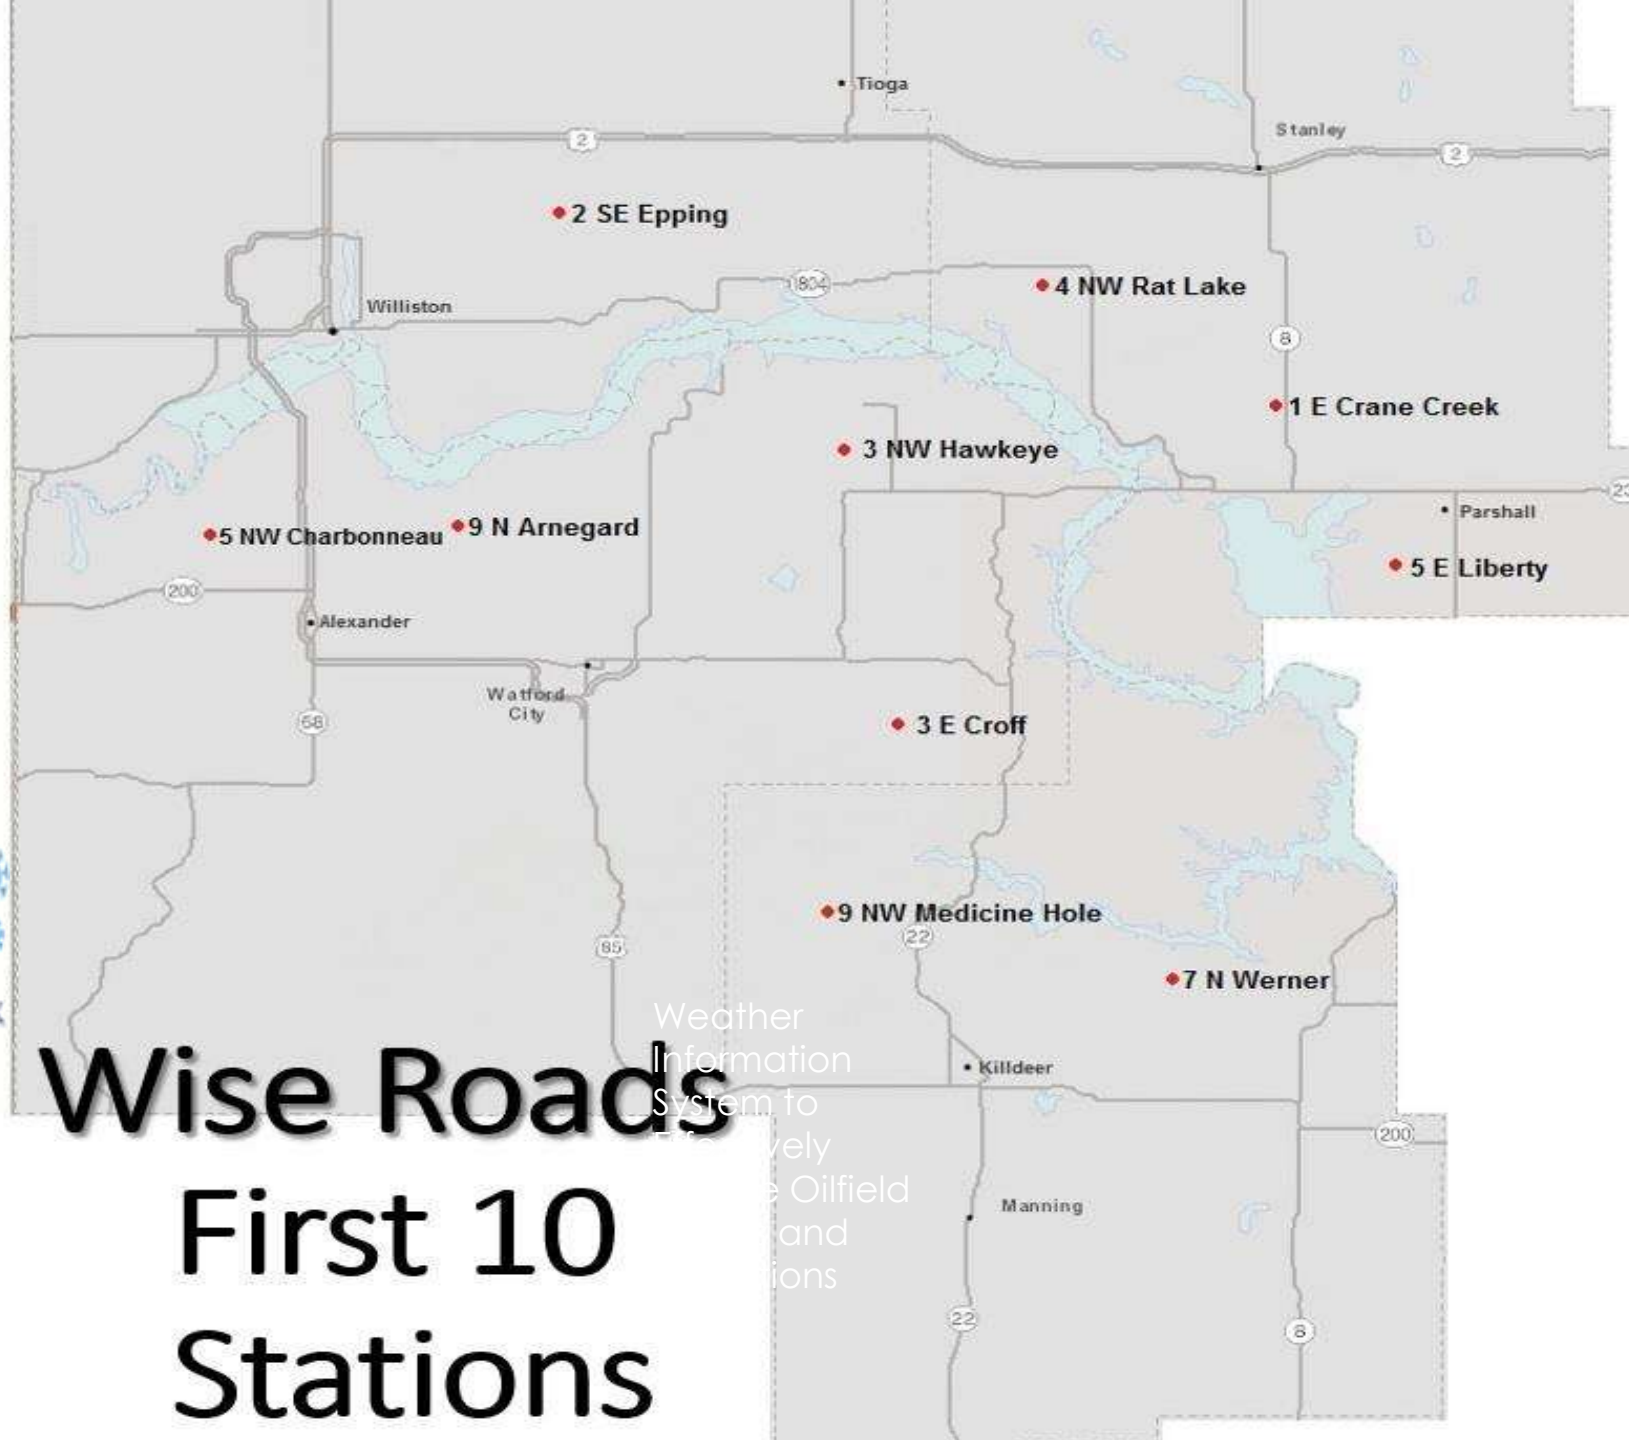 Tioga
Stanley
2
2
2 SE Epping
1804
4 NW Rat Lake
Williston
8
1 E Crane Creek
3 NW Hawkeye
23
Parshall
9 N Arnegard
5 NW Charbonneau
5 E Liberty
200
Alexander
Watford
City
68
3 E Croff
9 NW Medicine Hole
22
85
7 N Werner
Weather
Information
System to
vely
Oilfield
and
Killdeer
200
Manning
22
8
Wise Roads
First 10
Stations